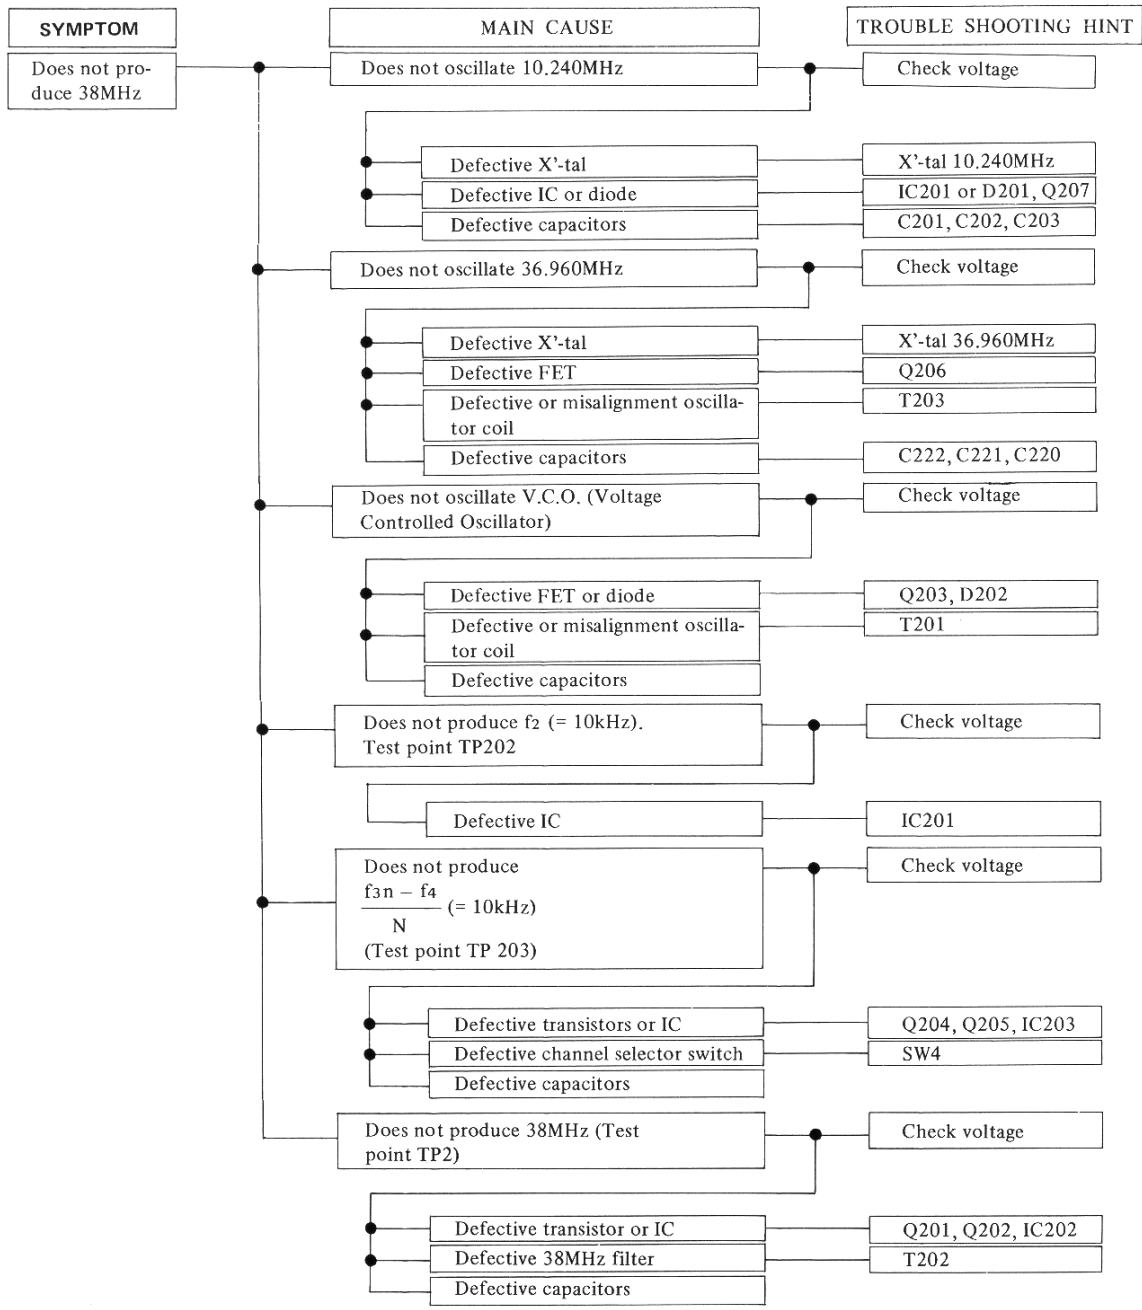 SYMPTOM
MAIN CAUSE
TROUBLE SHOOTING HINT
Does not pro-
duce 38MHz
Does not oscillate 10.240MHz
Check voltage
Defective X'-tal
X'-tal 10.240MHz
Defective IC or diode
IC201 or D201, Q207
Defective capacitors
C201, C202, C203
Does not oscillate 36.960MHz
Check voltage
Defective X'-tal
X'-tal 36.960MHz
Defective FET
Q206
Defective or misalignment oscilla-
tor coil
T203
Defective capacitors
C222, C221, C220
Does not oscillate V.C.O. (Voltage
Controlled Oscillator)
Check voltage
Defective FET or diode
Q203, D202
Defective or misalignment oscilla-
tor coil
T201
Defective capacitors
Does not produce f2 (= 10kHz).
Test point TP202
Check voltage
Defective IC
IC201
Does not produce
f3n – f4
N
(= 10kHz)
(Test point TP 203)
Check voltage
Defective transistors or IC
Q204, Q205, IC203
Defective channel selector switch
SW4
Defective capacitors
Does not produce 38MHz (Test
point TP2)
Check voltage
Defective transistor or IC
Q201, Q202, IC202
Defective 38MHz filter
T202
Defective capacitors